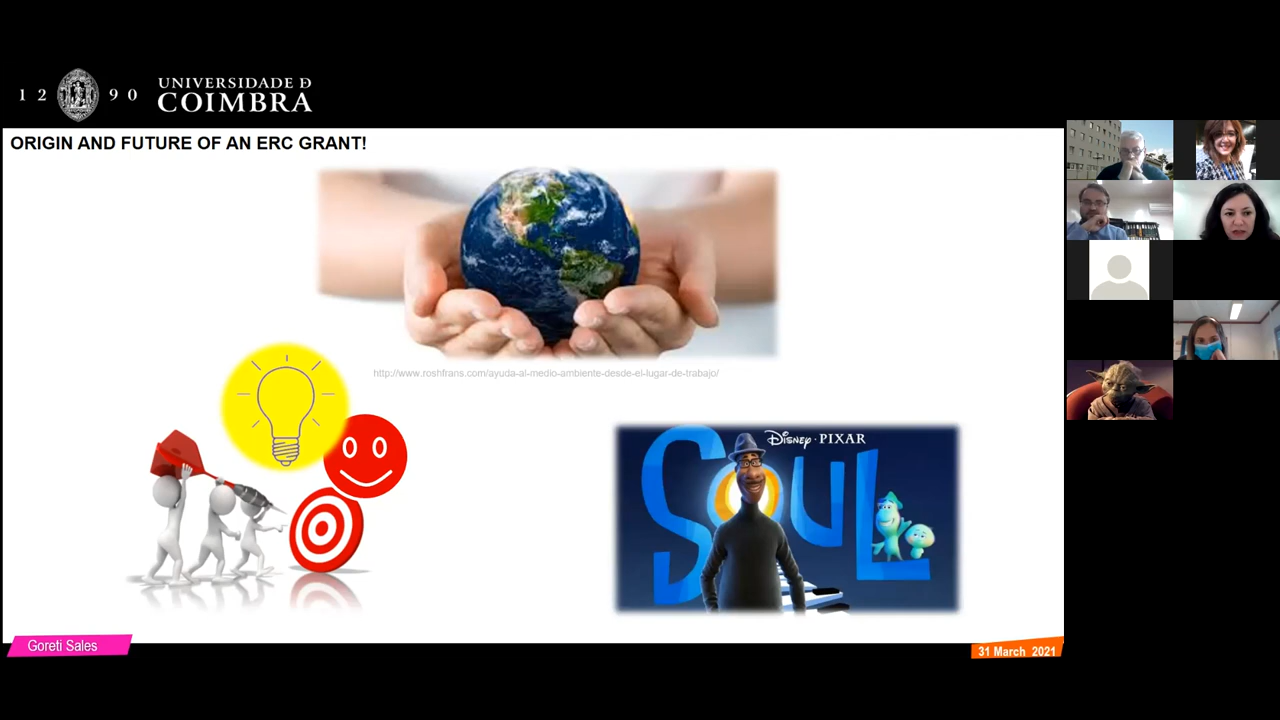 1 2 9 0
UNIVERSIDADE Ð
COIMBRA
ORIGIN AND FUTURE OF AN ERC GRANT!
http://www.roshfrans.com/ayuda-al-medio-ambiente-desde-el-lugar-de-trabajo/
Disney · PIXAR
SOUL
Goreti Sales
31 March 2021